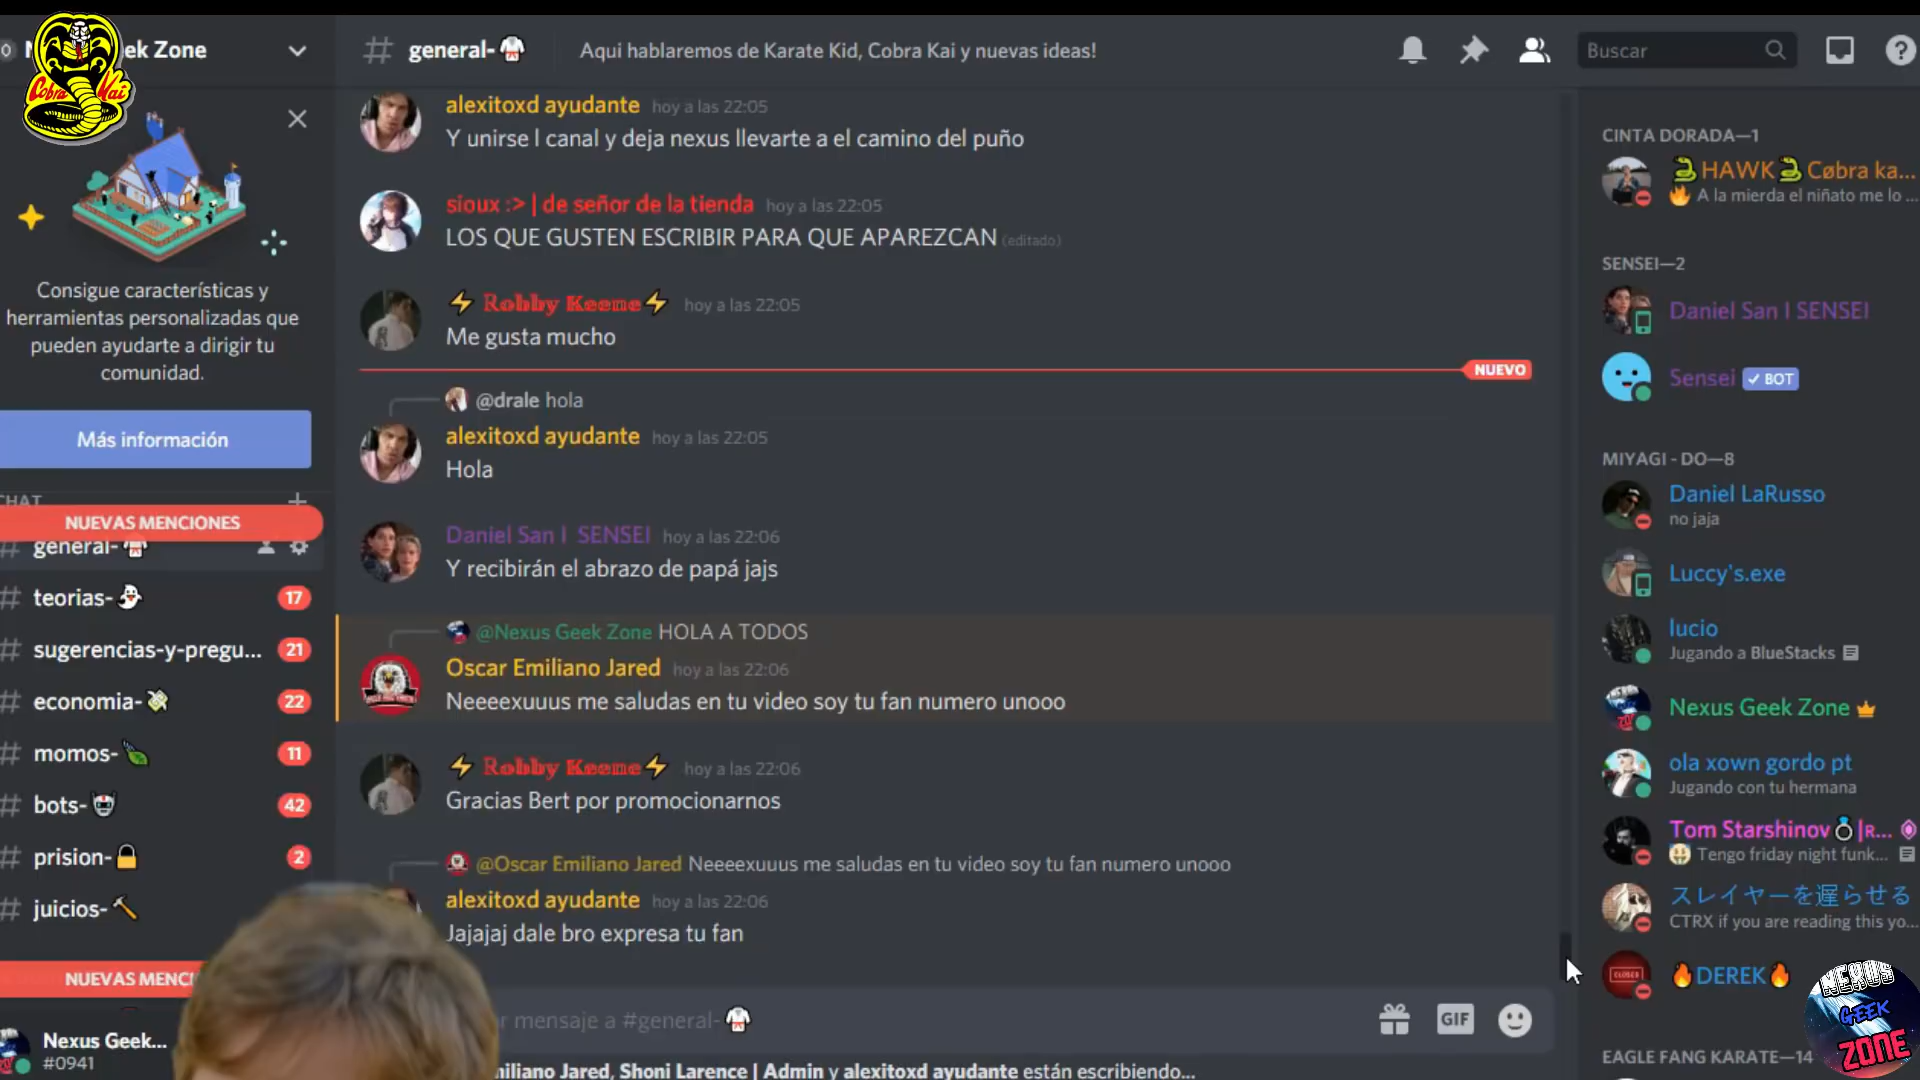 ek Zone
Cobra Kai
general-
Aqui hablaremos de Karate Kid, Cobra Kai y nuevas ideas!
Buscar
Consigue características y
herramientas personalizadas que
pueden ayudarte a dirigir tu
comunidad.
Más información
CHAT
NUEVAS MENCIONES
general-
teorias- 17
sugerencias-y-pregu... 21
economia- 22
momos- 11
bots- 42
prision- 2
juicios-
Nexus Geek...
#0941
alexitoxd ayudante hoy a las 22:05
Y unirse l canal y deja nexus llevarte a el camino del puño
sioux :> | de señor de la tienda hoy a las 22:05
LOS QUE GUSTEN ESCRIBIR PARA QUE APAREZCAN (editado)
Robby Keene hoy a las 22:05
Me gusta mucho
NUEVO
@drale hola
alexitoxd ayudante hoy a las 22:05
Hola
Daniel San I SENSEI hoy a las 22:06
Y recibirán el abrazo de papá jajs
@Nexus Geek Zone HOLA A TODOS
Oscar Emiliano Jared hoy a las 22:06
Neeeexuuus me saludas en tu video soy tu fan numero unooo
Robby Keene hoy a las 22:06
Gracias Bert por promocionarnos
@Oscar Emiliano Jared Neeeexuuus me saludas en tu video soy tu fan numero unooo
alexitoxd ayudante hoy a las 22:06
Jajajaj dale bro expresa tu fan
mensaje a #general-
GIF
miliano Jared, Shoni Larence | Admin y alexitoxd ayudante están escribiendo...
CINTA DORADA—1
HAWK Cøbra ka...
A la mierda el niñato me lo ...
SENSEI—2
Daniel San I SENSEI
Sensei BOT
MIYAGI - DO—8
Daniel LaRusso
no jaja
Luccy's.exe
lucio
Jugando a BlueStacks
Nexus Geek Zone
ola xown gordo pt
Jugando con tu hermana
Tom Starshinov |R...
Tengo friday night funk...
スレイヤーを遅らせる
CTRX if you are reading this yo...
CLOSED
DEREK
EAGLE FANG KARATE—14
NEXUS
GEEK
ZONE